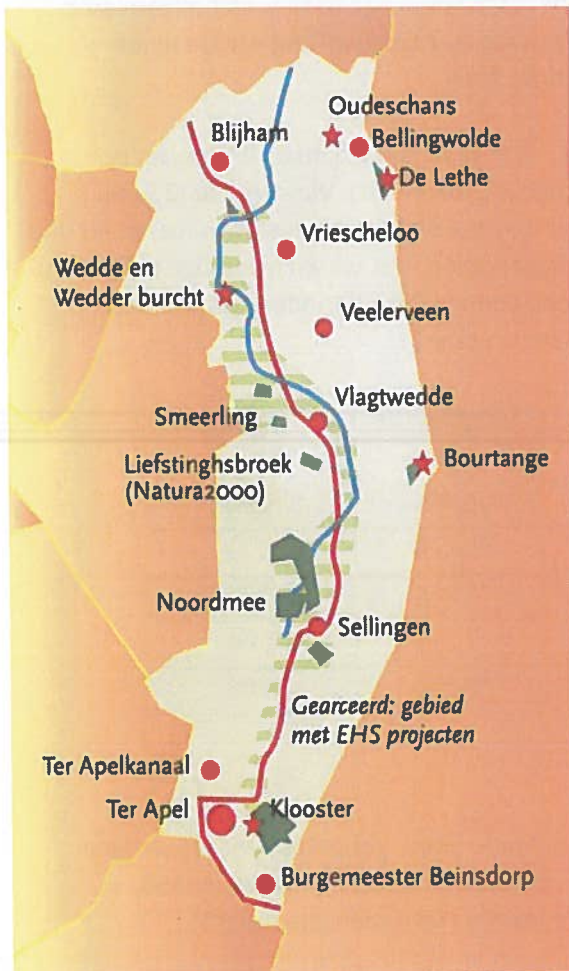 Oudeschans
Blijham
Bellingwolde
De Lethe
Vriescheloo
Wedde en
Wedder burcht
Veelerveen
Vlagtwedde
Smeerling
Bourtange
Liefstinghsbroek
(Natura2000)
Noordmee
Sellingen
Gearceerd: gebied
met EHS projecten
Ter Apelkanaal
Ter Apel
Klooster
Burgemeester Beinsdorp